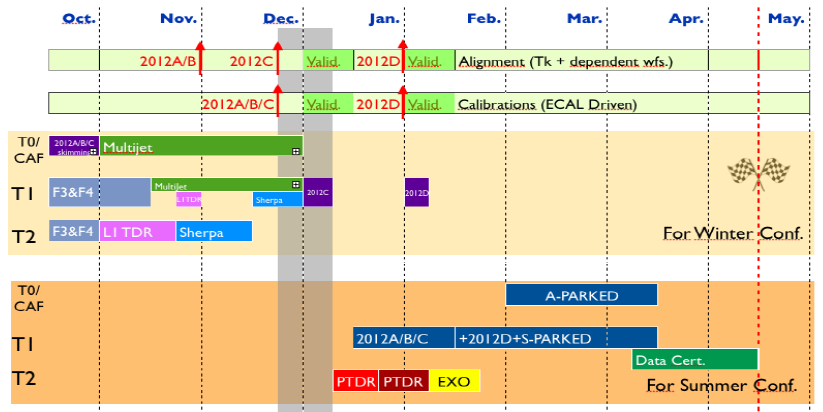 Oct. Nov. Dec. Jan. Feb. Mar. Apr. May.
2012A/B 2012C Valid. 2012D Valid. Alignment (Tk + dependent wfs.)
2012A/B/C Valid. 2012D Valid. Calibrations (ECAL Driven)
T0/
CAF
2012A/B/C
skimming
Multijet
T1
F3&F4
MultiJet
L1TDR
Sherpa
2012C
2012D
T2
F3&F4 L1 TDR Sherpa
For Winter Conf.
T0/
CAF
A-PARKED
T1
2012A/B/C +2012D+S-PARKED
Data Cert.
T2
PTDR PTDR EXO
For Summer Conf.